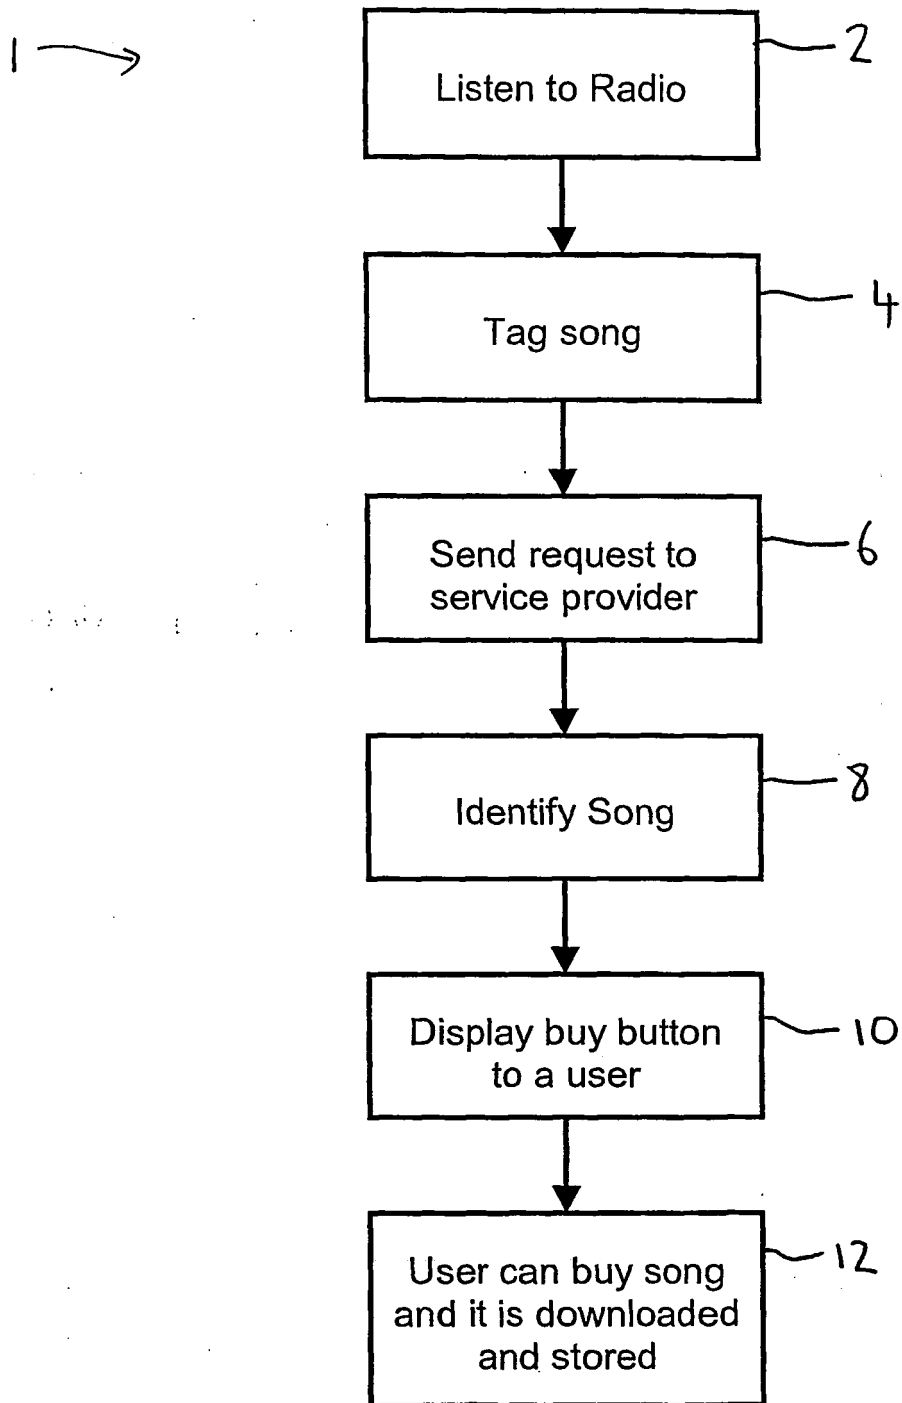 1
Listen to Radio
2
Tag song
4
Send request to
service provider
6
Identify Song
8
Display buy button
to a user
10
User can buy song
and it is downloaded
and stored
12